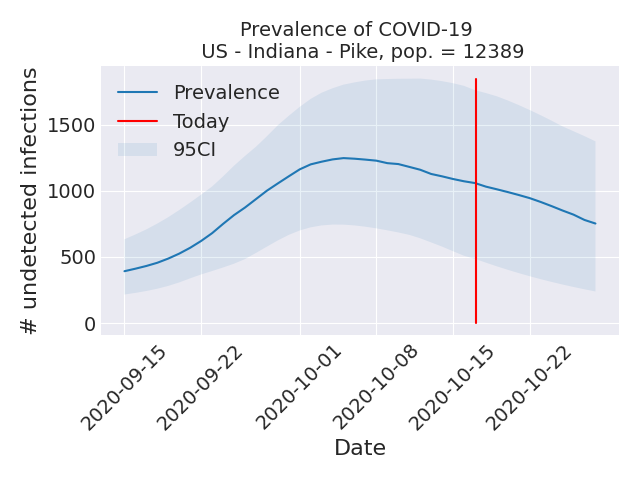 Prevalence of COVID-19
US - Indiana - Pike, pop. = 12389
# undetected infections
1500
1000
500
0
Prevalence
Today
95CI
2020-09-15
2020-09-22
2020-10-01
2020-10-08
2020-10-15
2020-10-22
Date